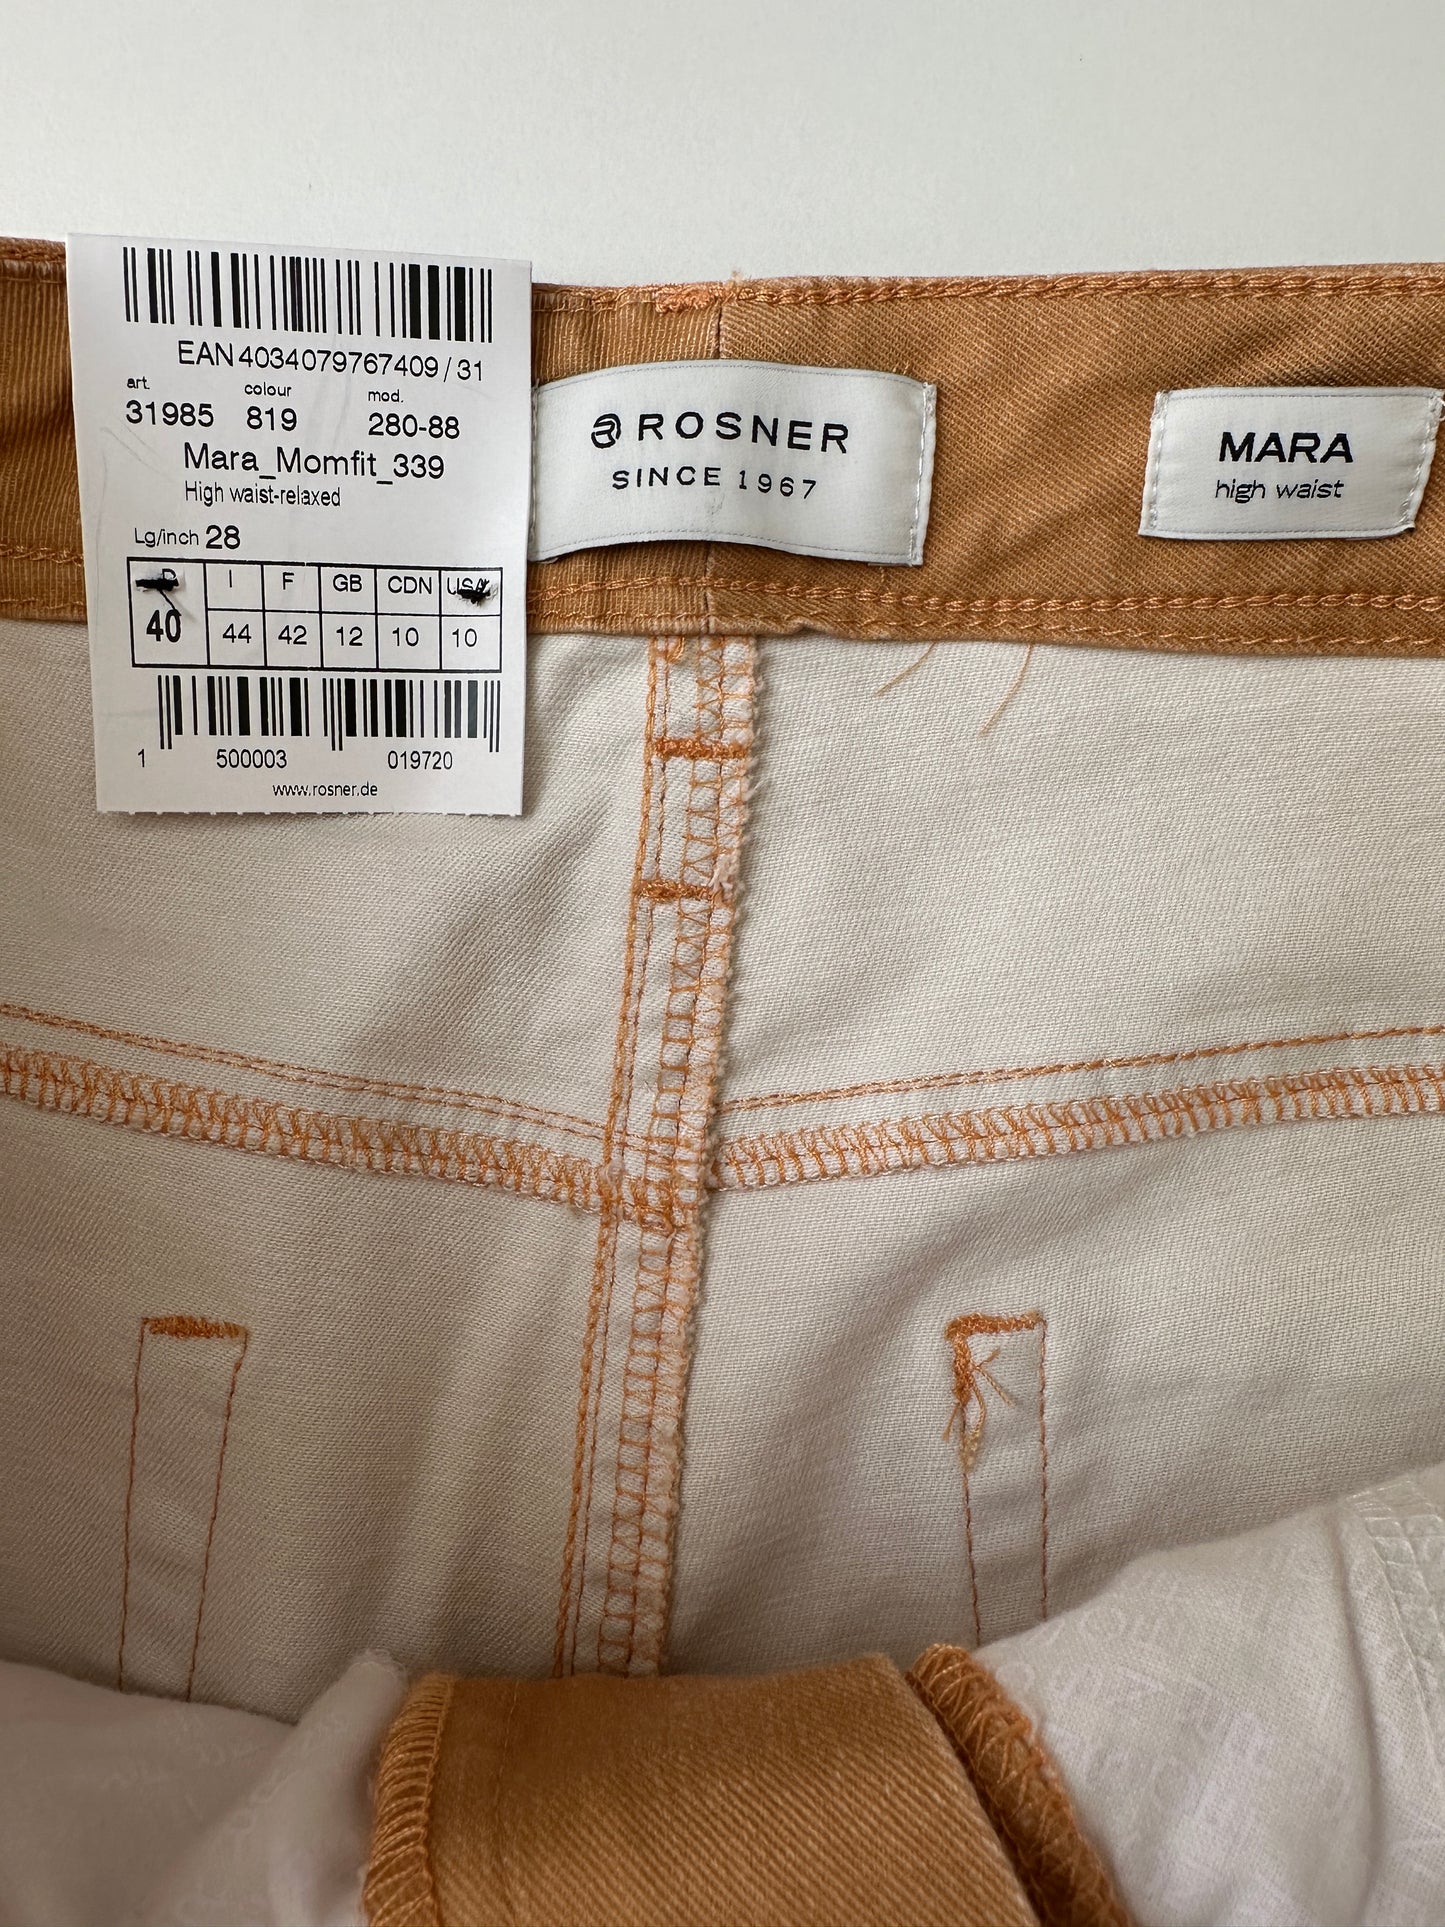 EAN 4034079767409 / 31
art. colour mod.
31985 819 280-88
Mara_Momfit_339
High waist-relaxed
Lg/inch 28
D I F GB CDN USA
40 44 42 12 10 10
1 500003 019720
www.rosner.de
ROSNER
SINCE 1967
MARA
high waist